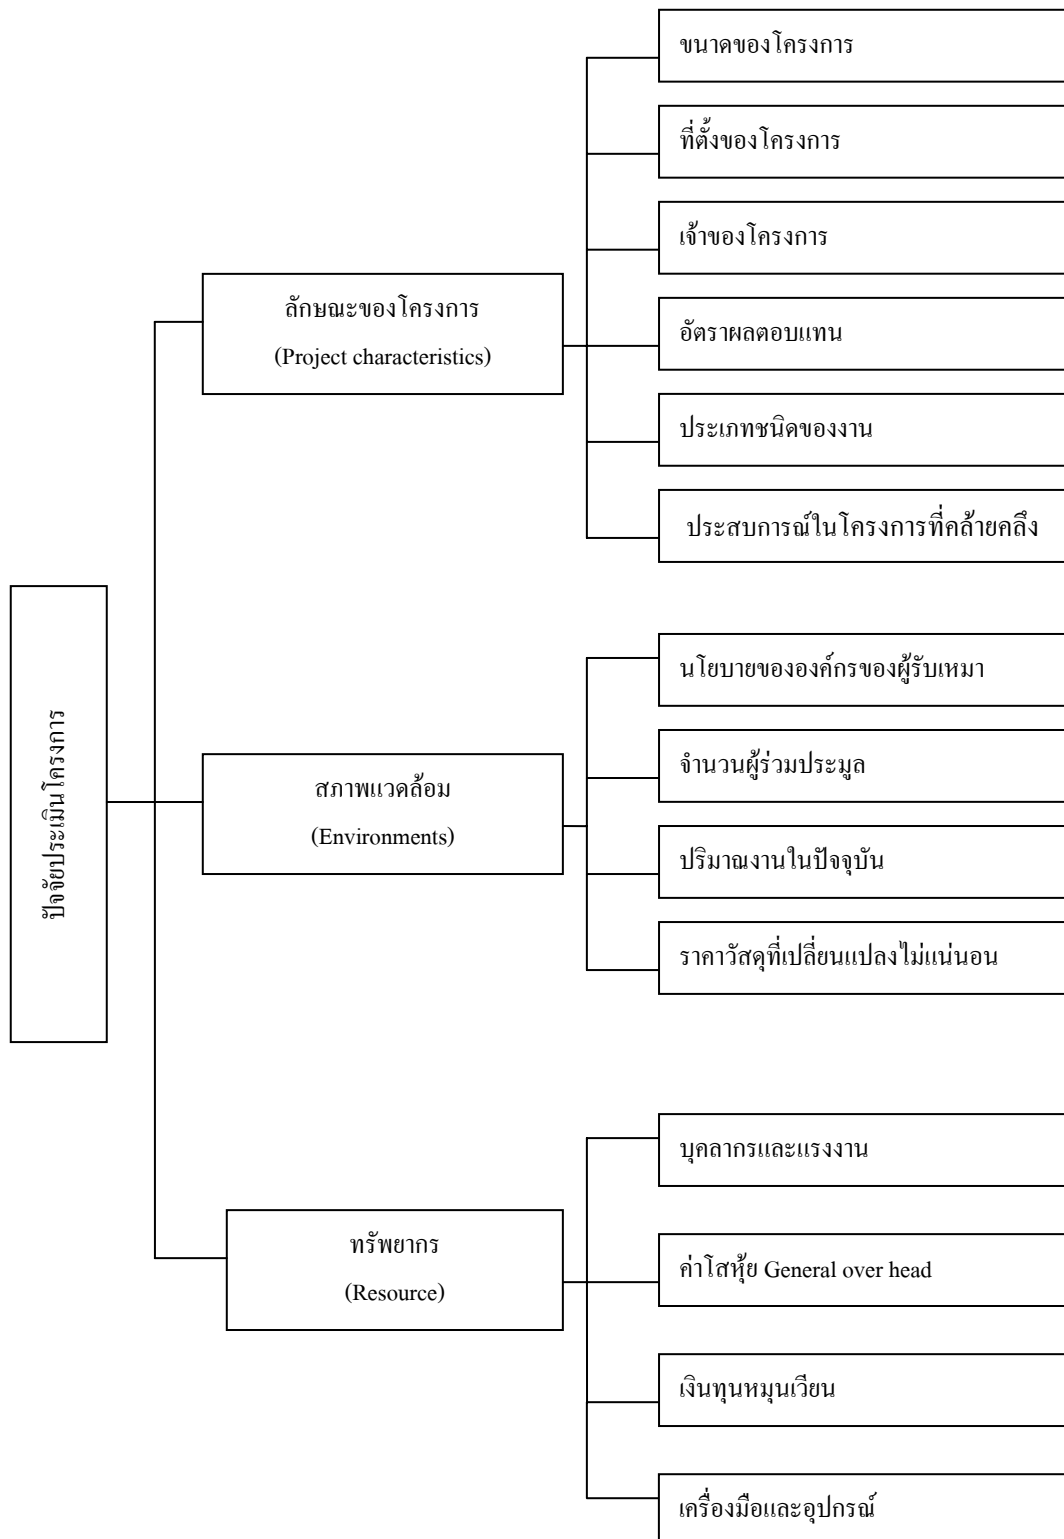 ปัจจัยประเมินโครงการ
ลักษณะของโครงการ
(Project characteristics)
ขนาดของโครงการ
ที่ตั้งของโครงการ
เจ้าของโครงการ
อัตราผลตอบแทน
ประเภทชนิดของงาน
ประสบการณ์ในโครงการที่คล้ายคลึง
สภาพแวดล้อม
(Environments)
นโยบายขององค์กรของผู้รับเหมา
จำนวนผู้ร่วมประมูล
ปริมาณงานในปัจจุบัน
ราคาวัสดุที่เปลี่ยนแปลงไม่แน่นอน
ทรัพยากร
(Resource)
บุคลากรและแรงงาน
ค่าโสหุ้ย General over head
เงินทุนหมุนเวียน
เครื่องมือและอุปกรณ์